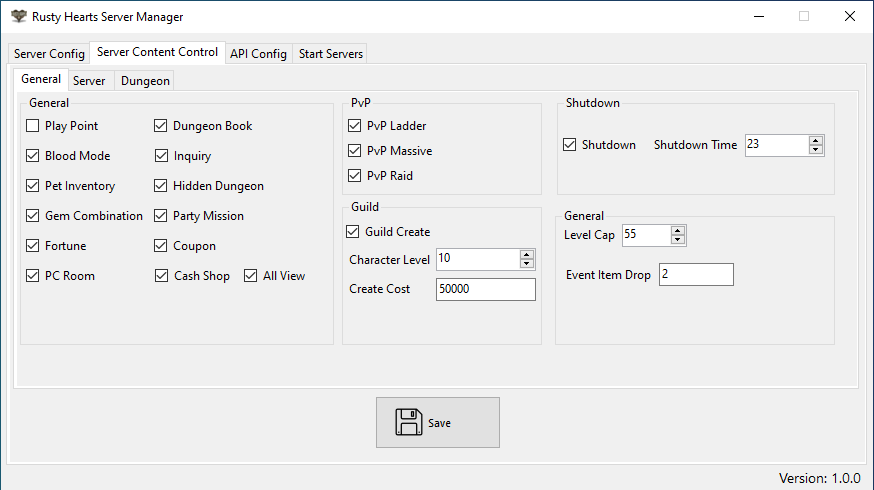 Rusty Hearts Server Manager
Server Config Server Content Control API Config Start Servers
General Server Dungeon
General
Play Point Dungeon Book
Blood Mode Inquiry
Pet Inventory Hidden Dungeon
Gem Combination Party Mission
Fortune Coupon
PC Room Cash Shop All View
PvP
PvP Ladder
PvP Massive
PvP Raid
Guild
Guild Create
Character Level 10
Create Cost 50000
Shutdown
Shutdown Shutdown Time 23
General
Level Cap 55
Event Item Drop 2
Save
Version: 1.0.0